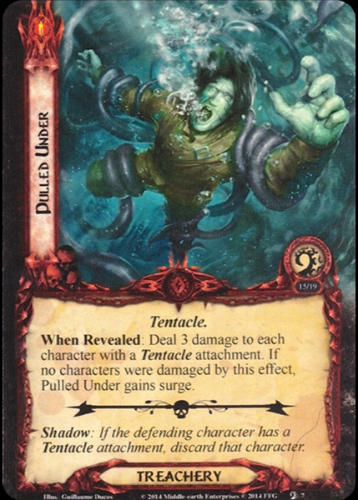 PULLED UNDER
15/19
Tentacle.
When Revealed: Deal 3 damage to each
character with a Tentacle attachment. If
no characters were damaged by this effect,
Pulled Under gains surge.
Shadow: If the defending character has a
Tentacle attachment, discard that character.
TREACHERY
Illus. Guillaume Ducos © 2014 Middle-earth Enterprises © 2014 FFG 7